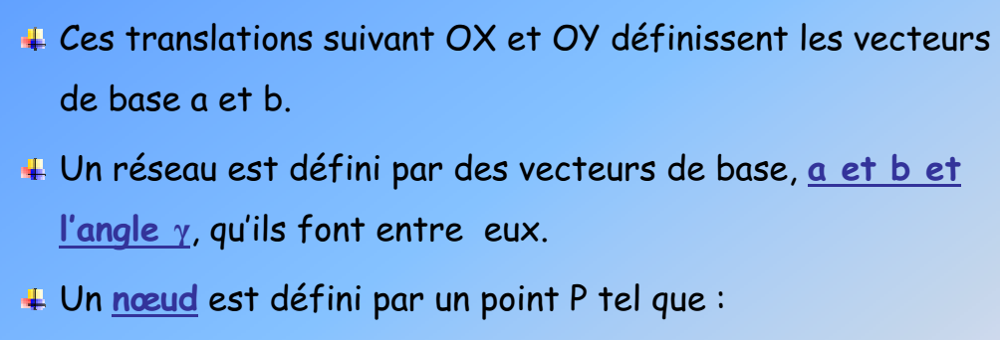 Ces translations suivant OX et OY définissent les vecteurs
de base a et b.
Un réseau est défini par des vecteurs de base, a et b et
l'angle γ, qu'ils font entre eux.
Un nœud est défini par un point P tel que :